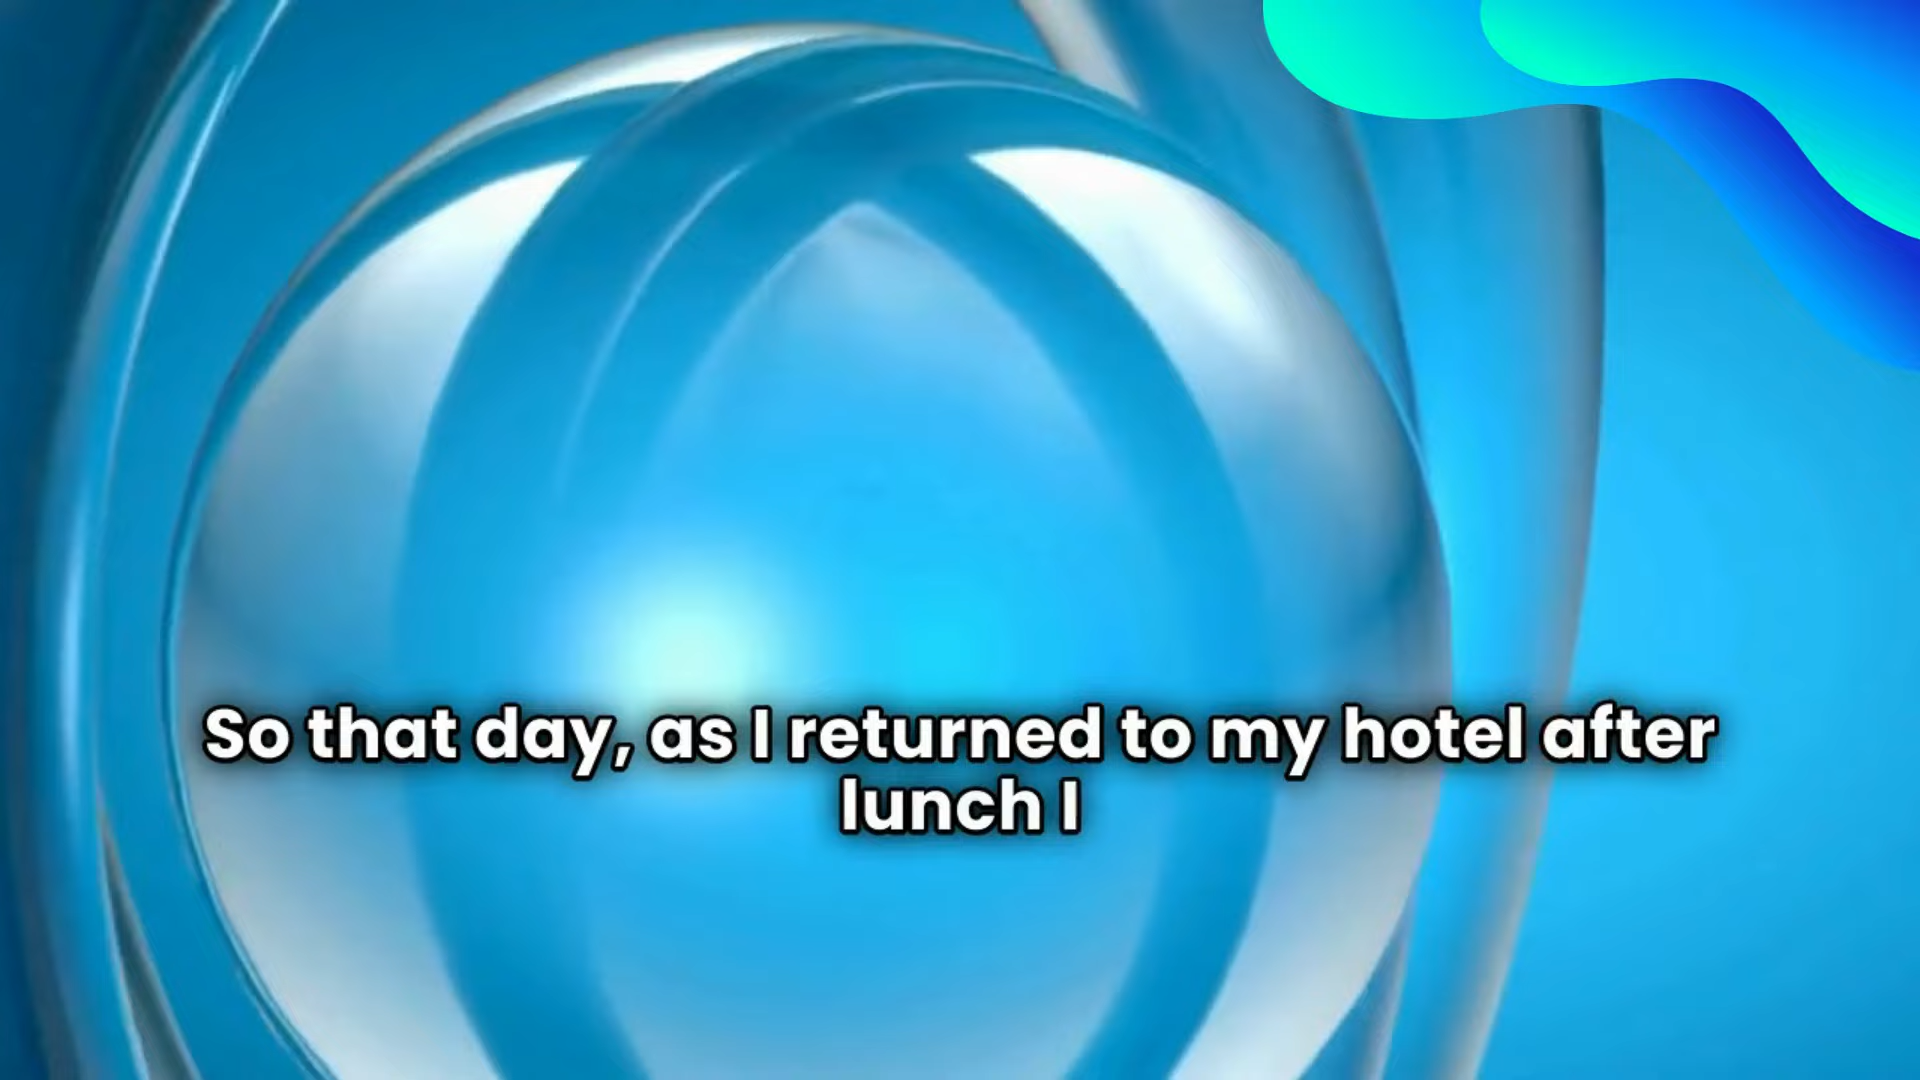 So that day, as I returned to my hotel after
lunch I